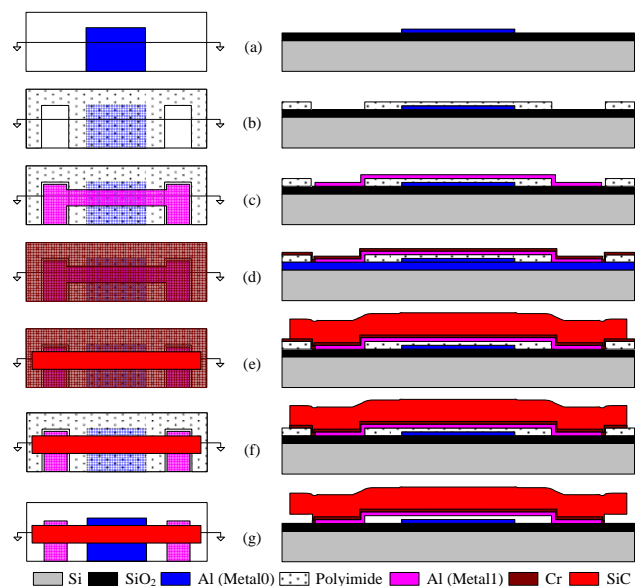 (a)
(b)
(c)
(d)
(e)
(f)
(g)
Si SiO₂ Al (Metal0) Polyimide Al (Metal1) Cr SiC